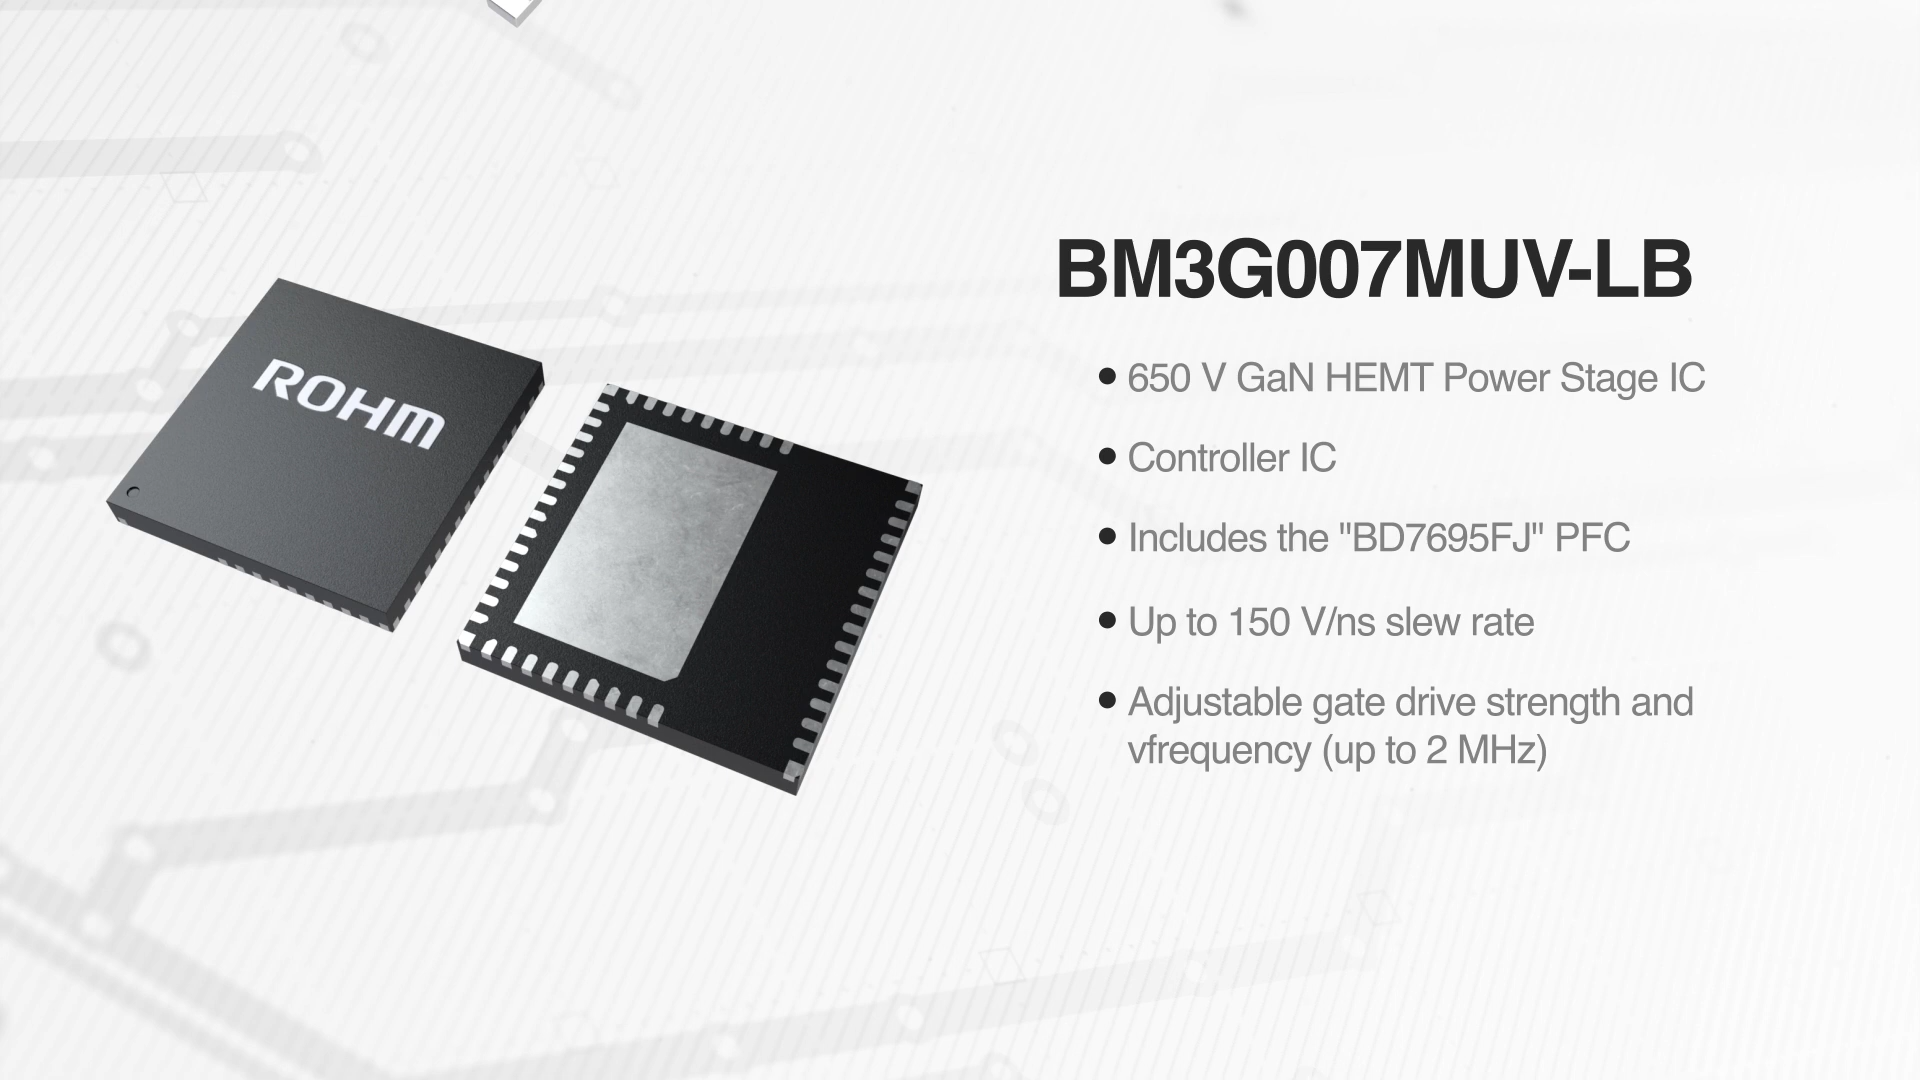 ROHM
BM3G007MUV-LB
• 650 V GaN HEMT Power Stage IC
• Controller IC
• Includes the "BD7695FJ" PFC
• Up to 150 V/ns slew rate
• Adjustable gate drive strength and
vfrequency (up to 2 MHz)